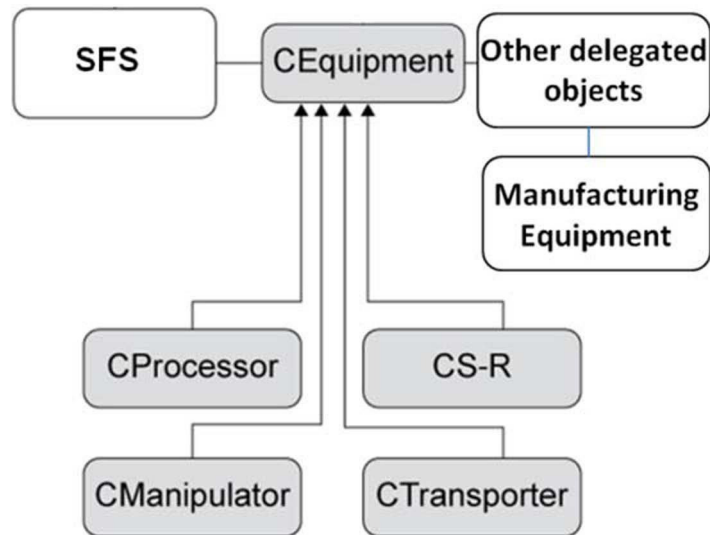 SFS
CEquipment
Other delegated
objects
Manufacturing
Equipment
CProcessor
CS-R
CManipulator
CTransporter